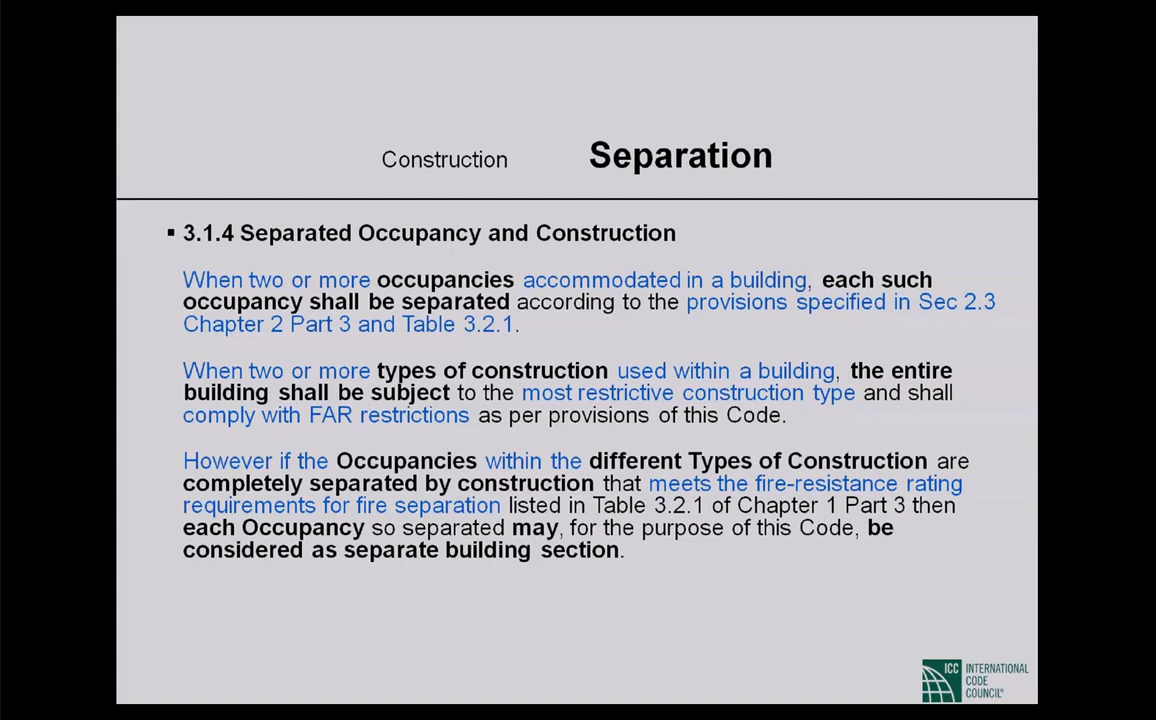 Construction Separation
▪ 3.1.4 Separated Occupancy and Construction
When two or more occupancies accommodated in a building, each such
occupancy shall be separated according to the provisions specified in Sec 2.3
Chapter 2 Part 3 and Table 3.2.1.
When two or more types of construction used within a building, the entire
building shall be subject to the most restrictive construction type and shall
comply with FAR restrictions as per provisions of this Code.
However if the Occupancies within the different Types of Construction are
completely separated by construction that meets the fire-resistance rating
requirements for fire separation listed in Table 3.2.1 of Chapter 1 Part 3 then
each Occupancy so separated may, for the purpose of this Code, be
considered as separate building section.
ICC INTERNATIONAL
CODE
COUNCIL®